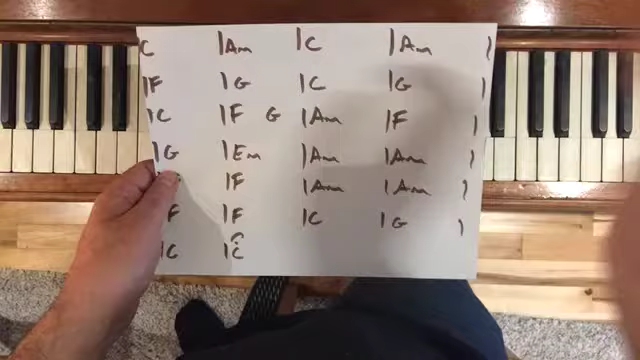 C | Am | C | Am |
| F | G | C | G |
| C | F G | Am | F |
| G | Em | Am | Am |
| F | Am | Am |
F | F | C | G |
| C | C